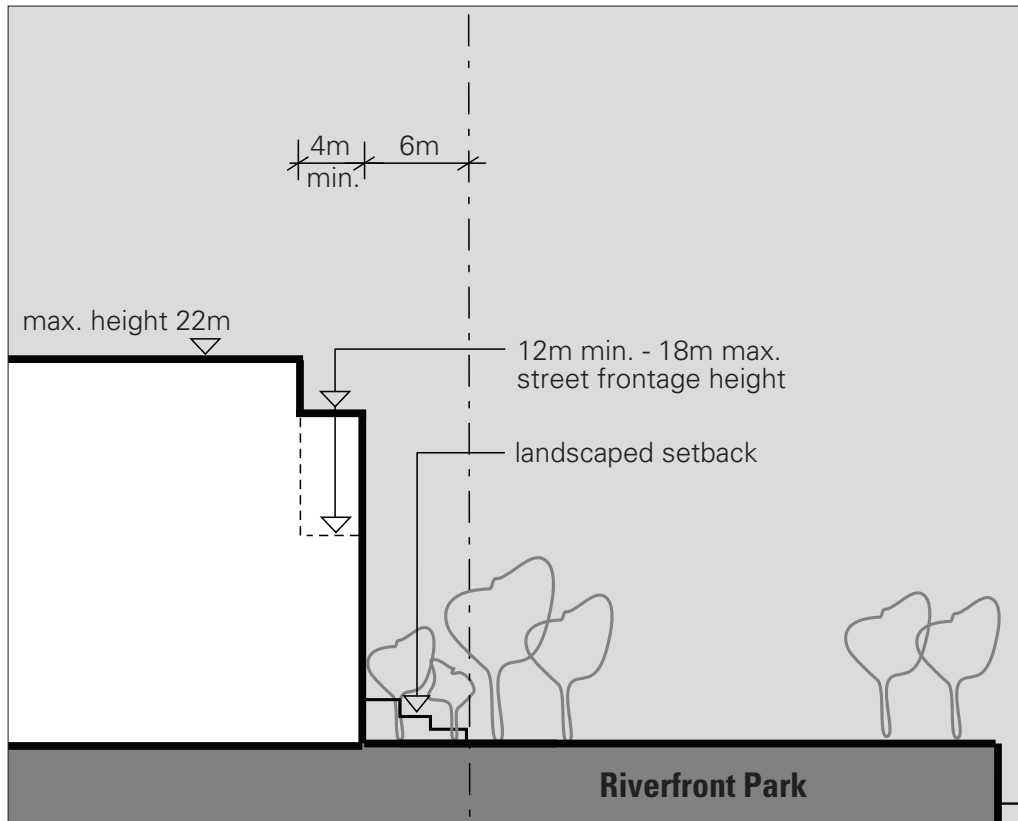 4m
6m
min.
max. height 22m
12m min. - 18m max.
street frontage height
landscaped setback
Riverfront Park